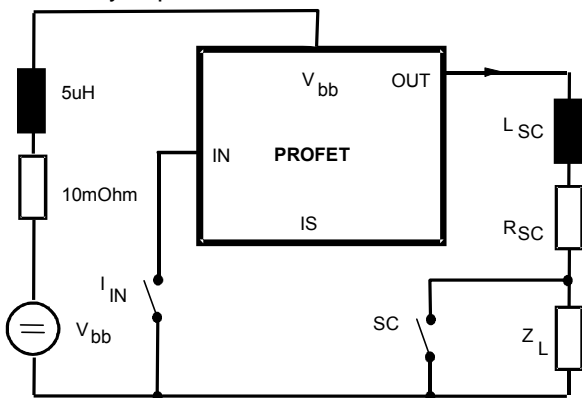 5uH
10mOhm
V bb
V bb
OUT
IN
PROFET
IS
I IN
SC
L SC
R SC
Z L